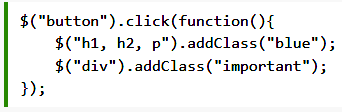 $("button").click(function(){
    $("h1, h2, p").addClass("blue");
    $("div").addClass("important");
});